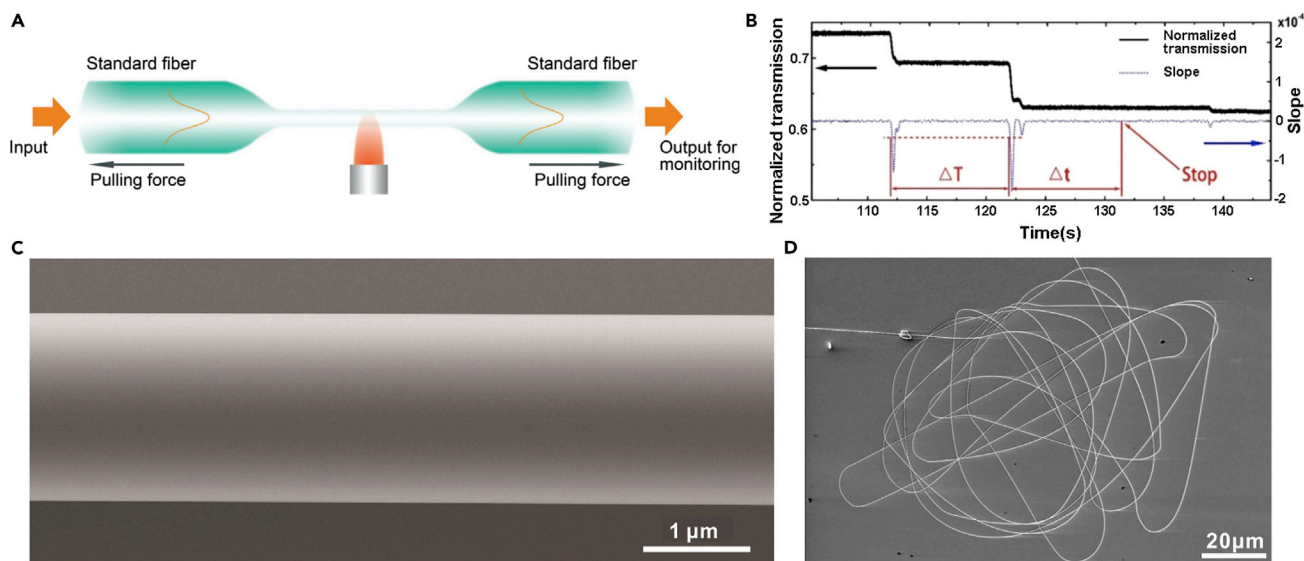 A
Standard fiber
Standard fiber
Input
Output for
monitoring
Pulling force
Pulling force
B
×10⁻⁴
Normalized transmission
0.7
0.6
0.5
Normalized
transmission
Slope
2
1
0
-1
-2
Slope
ΔT
Δt
Stop
110
115
120
125
130
135
140
Time(s)
C
1 μm
D
20μm